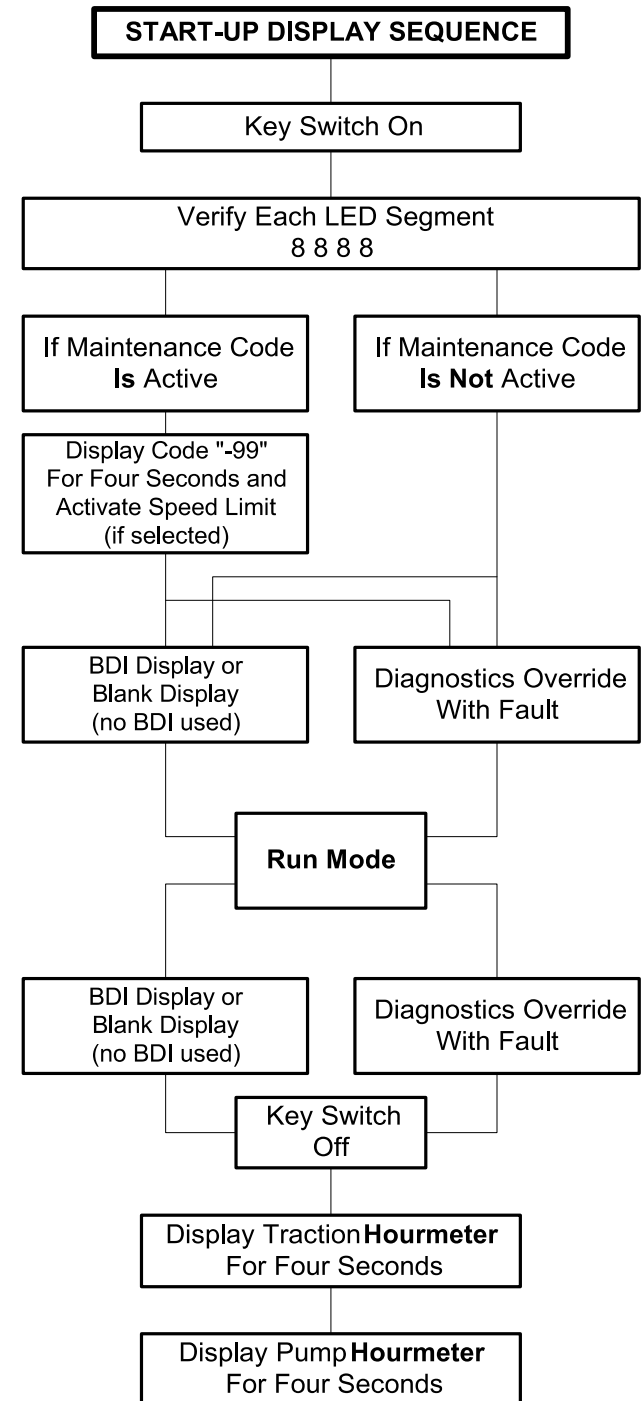 START-UP DISPLAY SEQUENCE
Key Switch On
Verify Each LED Segment
8 8 8 8
If Maintenance Code
Is Active
If Maintenance Code
Is Not Active
Display Code "-99"
For Four Seconds and
Activate Speed Limit
(if selected)
BDI Display or
Blank Display
(no BDI used)
Diagnostics Override
With Fault
Run Mode
BDI Display or
Blank Display
(no BDI used)
Diagnostics Override
With Fault
Key Switch
Off
Display Traction Hourmeter
For Four Seconds
Display Pump Hourmeter
For Four Seconds